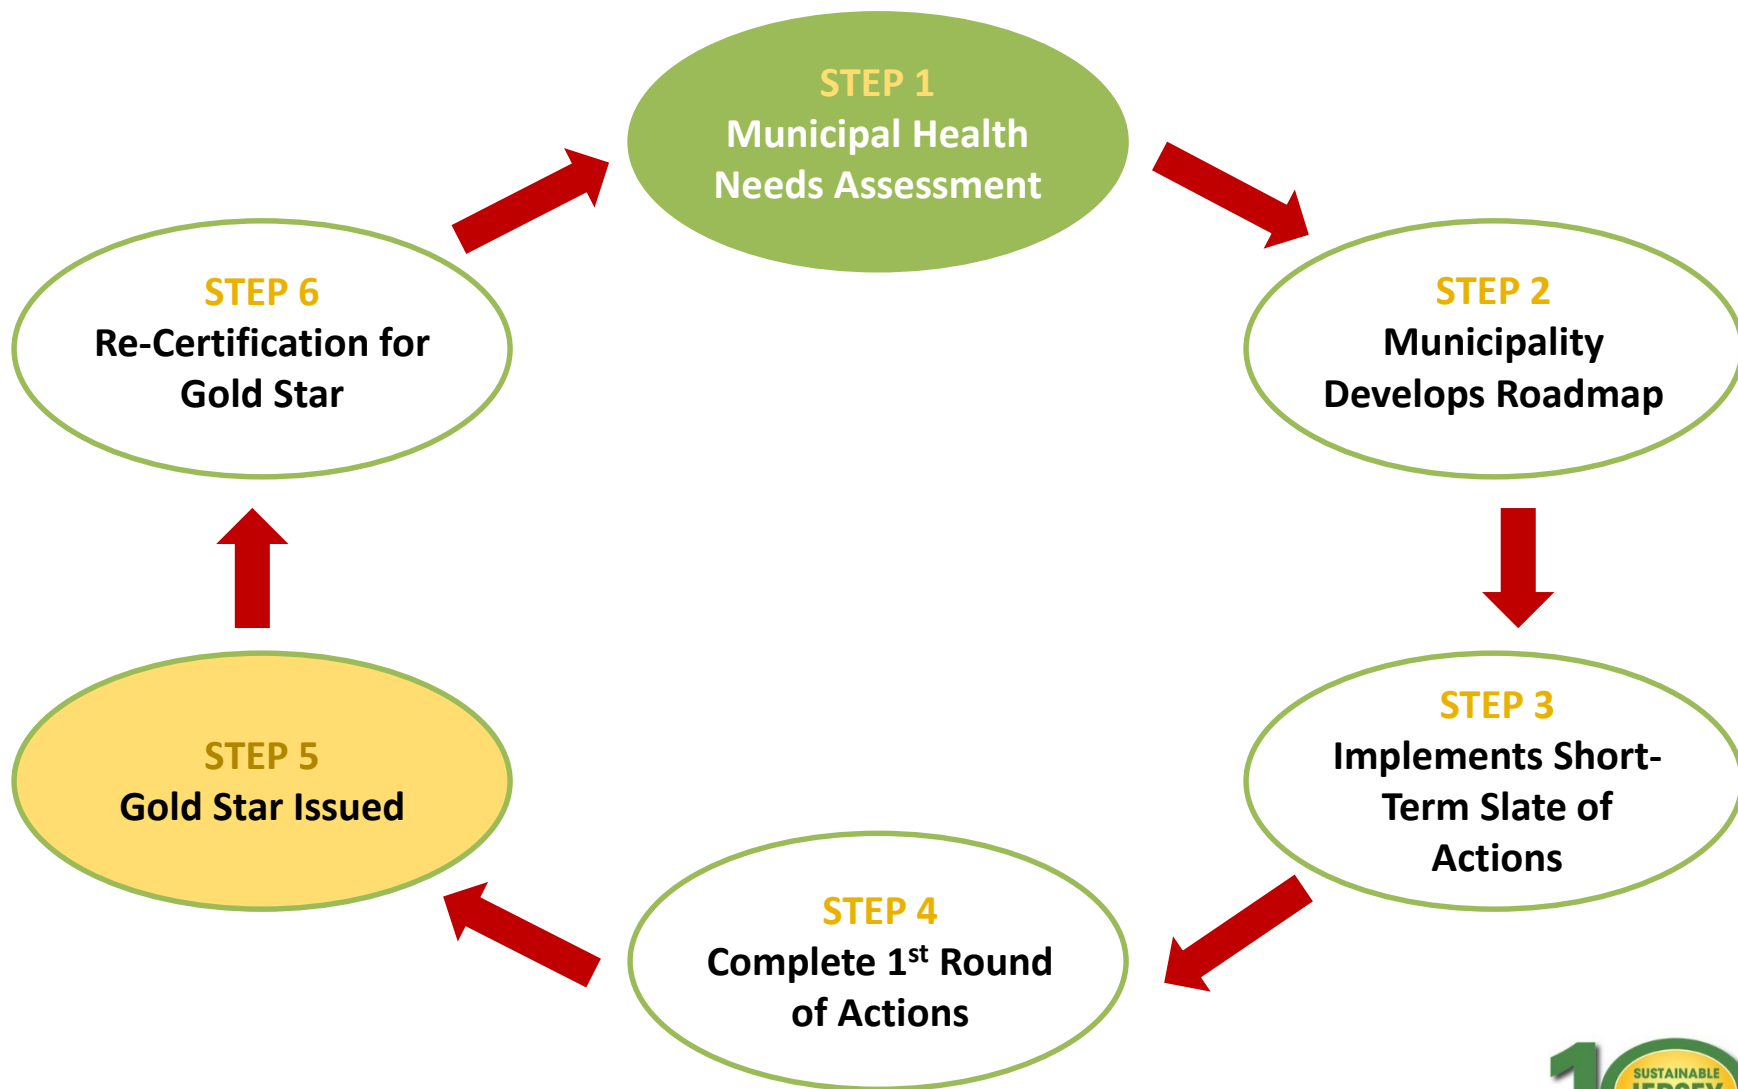 STEP 1
Municipal Health
Needs Assessment
STEP 2
Municipality
Develops Roadmap
STEP 3
Implements Short-
Term Slate of
Actions
STEP 4
Complete 1st Round
of Actions
STEP 5
Gold Star Issued
STEP 6
Re-Certification for
Gold Star
10
SUSTAINABLE
JERSEY